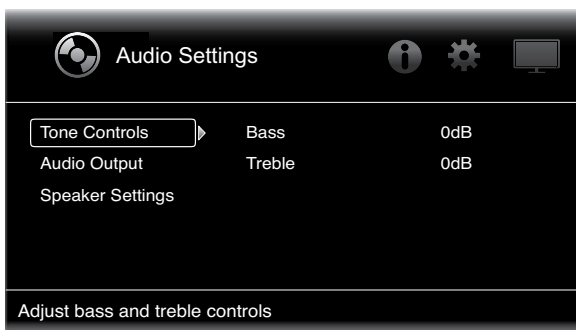 Audio Settings
Tone Controls Bass 0dB
Audio Output Treble 0dB
Speaker Settings
Adjust bass and treble controls